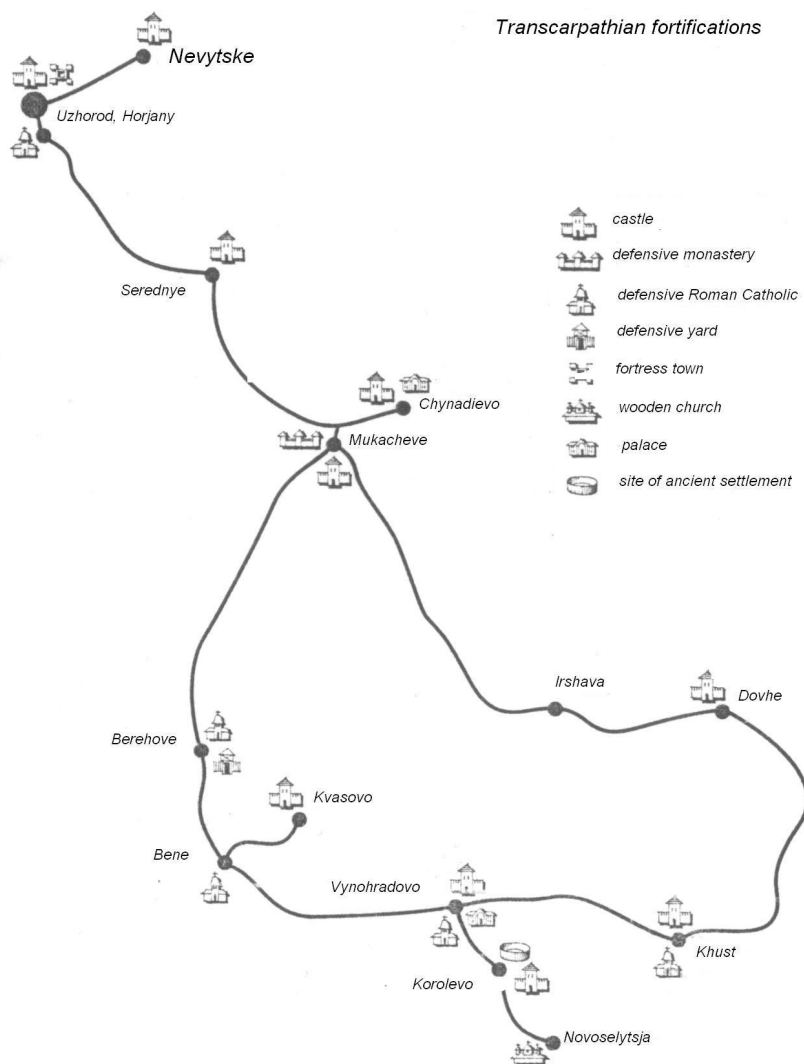 Transcarpathian fortifications
Nevytske
Uzhorod, Horjany
castle
defensive monastery
Serednye
defensive Roman Catholic
defensive yard
fortress town
Chynadievo
wooden church
Mukacheve
palace
site of ancient settlement
Irshava
Dovhe
Berehove
Kvasovo
Bene
Vynohradovo
Khust
Korolevo
Novoselytsja